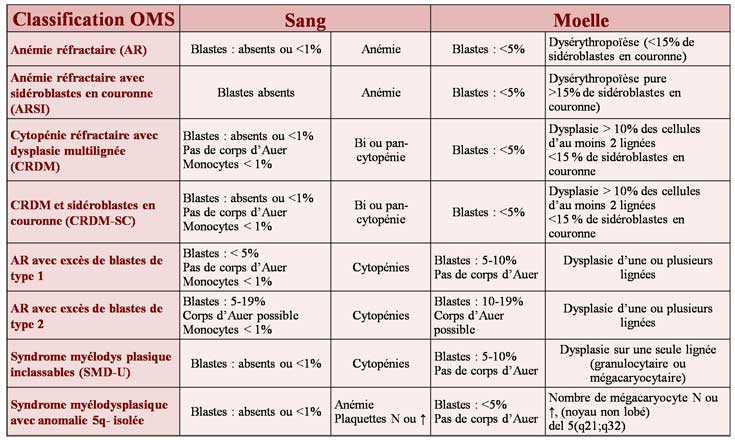 Classification OMS
Sang
Moelle
Anémie réfractaire (AR)
Blastes : absents ou <1%
Anémie
Blastes : <5%
Dysérythropoïèse (<15% de
sidéroblastes en couronne)
Anémie réfractaire avec
sidéroblastes en couronne
(ARSI)
Blastes absents
Anémie
Blastes : <5%
Dysérythropoïèse pure
>15% de sidéroblastes en
couronne)
Cytopénie réfractaire avec
dysplasie multilignée
(CRDM)
Blastes : absents ou <1%
Pas de corps d’Auer
Monocytes < 1%
Bi ou pan-
cytopénie
Blastes : <5%
Dysplasie > 10% des cellules
d’au moins 2 lignées
<15 % de sidéroblastes en
couronne
CRDM et sidéroblastes en
couronne (CRDM-SC)
Blastes : absents ou <1%
Pas de corps d’Auer
Monocytes < 1%
Bi ou pan-
cytopénie
Blastes : <5%
Dysplasie > 10% des cellules
d’au moins 2 lignées
<15 % de sidéroblastes en
couronne
AR avec excès de blastes de
type 1
Blastes : < 5%
Pas de corps d’Auer
Monocytes < 1%
Cytopénies
Blastes : 5-10%
Pas de corps d’Auer
Dysplasie d’une ou plusieurs
lignées
AR avec excès de blastes de
type 2
Blastes : 5-19%
Corps d’Auer possible
Monocytes < 1%
Cytopénies
Blastes : 10-19%
Corps d’Auer
possible
Dysplasie d’une ou plusieurs
lignées
Syndrome myélodys plasique
inclassables (SMD-U)
Blastes : absents ou <1%
Cytopénies
Blastes : 5-10%
Pas de corps d’Auer
Dysplasie sur une seule lignée
(granulocytaire ou
mégacaryocytaire)
Syndrome myélodysplasique
avec anomalie 5q- isolée
Blastes : absents ou <1%
Anémie
Plaquettes N ou ↑
Blastes : <5%
Pas de corps d’Auer
Nombre de mégacaryocyte N ou
↑, (noyau non lobé)
del 5(q21;q32)